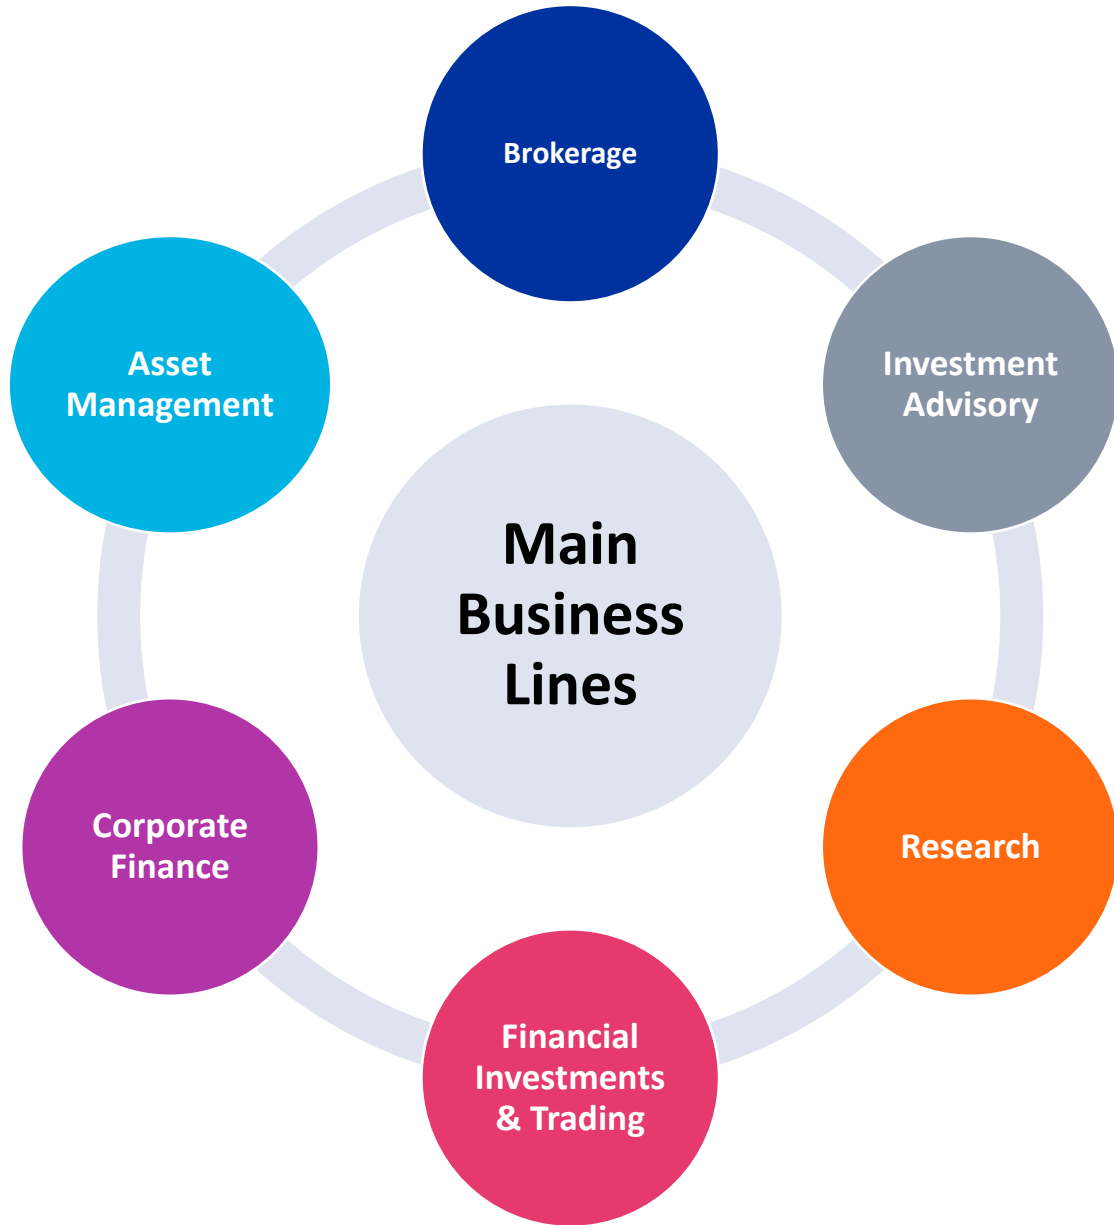 Brokerage
Investment
Advisory
Research
Financial
Investments
& Trading
Corporate
Finance
Asset
Management
Main
Business
Lines